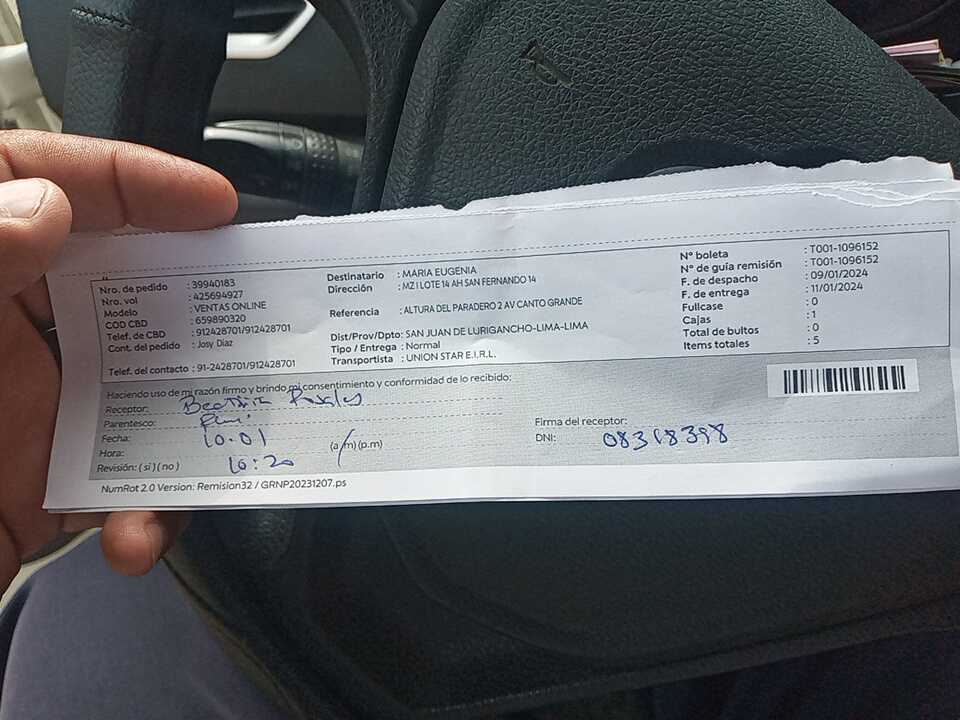 Nro. de pedido : 39940183
Nro. vol : 425694927
Modelo : VENTAS ONLINE
COD CBD : 659890320
Telef. de CBD : 912428701/912428701
Cont. del pedido : Josy Diaz
Telef. del contacto : 91-2428701/912428701
Destinatario : MARIA EUGENIA
Dirección : MZ I LOTE 14 AH SAN FERNANDO 14
Referencia : ALTURA DEL PARADERO 2 AV CANTO GRANDE
Dist/Prov/Dpto: SAN JUAN DE LURIGANCHO-LIMA-LIMA
Tipo / Entrega : Normal
Transportista : UNION STAR E.I.R.L.
N° boleta : T001-1096152
N° de guía remisión : T001-1096152
F. de despacho : 09/01/2024
F. de entrega : 11/01/2024
Fullcase : 0
Cajas : 1
Total de bultos : 0
Items totales : 5
Haciendo uso de mi razón firmo y brindo mi consentimiento y conformidad de lo recibido:
Receptor:
Parentesco:
Fecha: 10.01
Hora: 10:20 (a.m) (p.m)
Revisión: ( si ) ( no )
Firma del receptor:
DNI:
NumRot 2.0 Version: Remision32 / GRNP20231207.ps